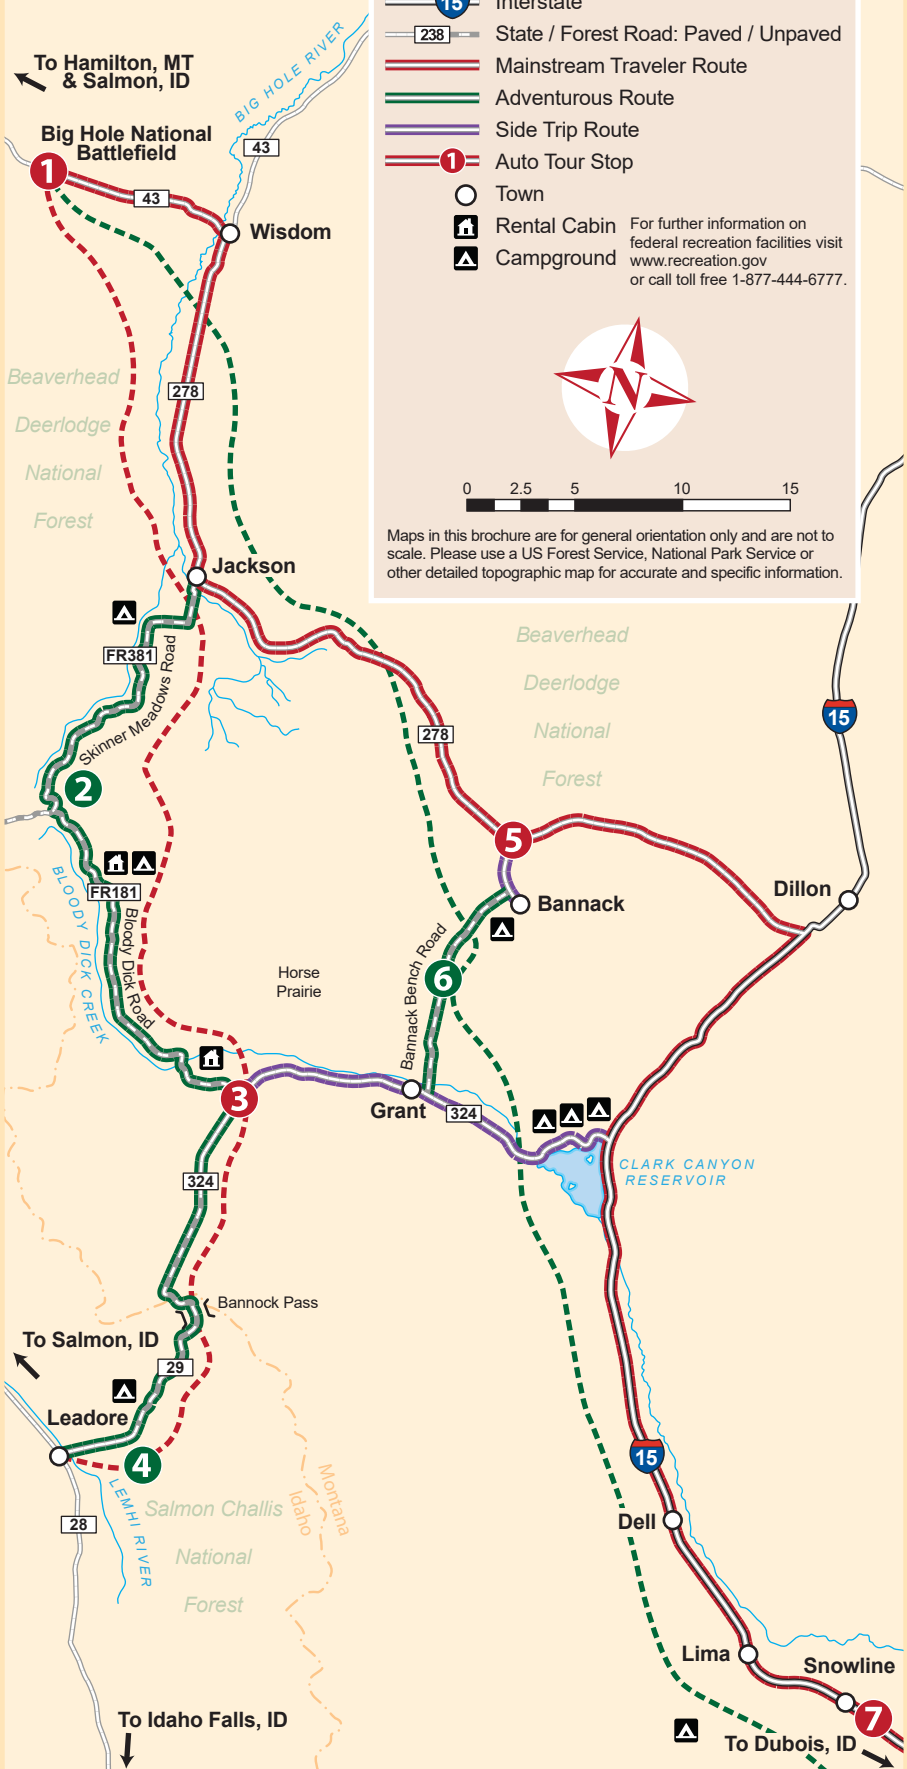 15
Interstate
238
State / Forest Road: Paved / Unpaved
Mainstream Traveler Route
Adventurous Route
Side Trip Route
1
Auto Tour Stop
Town
Rental Cabin
Campground
For further information on
federal recreation facilities visit
www.recreation.gov
or call toll free 1-877-444-6777.
N
0 2.5 5 10 15
Maps in this brochure are for general orientation only and are not to
scale. Please use a US Forest Service, National Park Service or
other detailed topographic map for accurate and specific information.
To Hamilton, MT
& Salmon, ID
BIG HOLE RIVER
Big Hole National
Battlefield
43
1
43
Wisdom
Beaverhead
Deerlodge
National
Forest
278
Jackson
FR381
Skinner Meadows Road
Beaverhead
Deerlodge
National
Forest
278
15
2
5
FR181
BLOODY DICK CREEK
Bloody Dick Road
Dillon
Bannack
Bannack Bench Road
6
Horse
Prairie
3
Grant
324
CLARK CANYON
RESERVOIR
324
Bannock Pass
To Salmon, ID
29
Leadore
4
15
LEMHI RIVER
Montana
Idaho
Salmon Challis
National
Forest
28
Dell
Lima
Snowline
7
To Idaho Falls, ID
To Dubois, ID